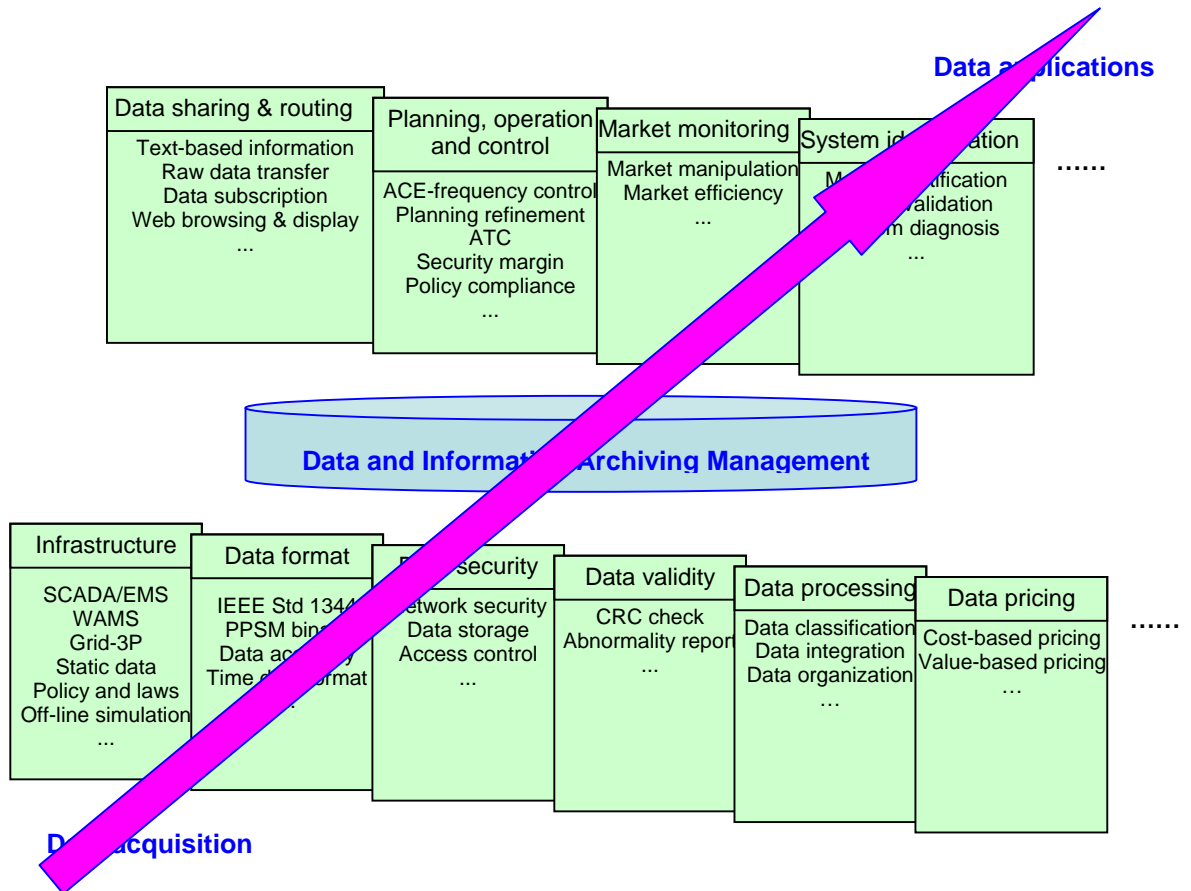 Data applications
Data sharing & routing
Text-based information
Raw data transfer
Data subscription
Web browsing & display
...
Planning, operation
and control
ACE-frequency control
Planning refinement
ATC
Security margin
Policy compliance
...
Market monitoring
Market manipulation
Market efficiency
...
System ation
tification
validation
diagnosis
...
......
Data and Information Archiving Management
Infrastructure
SCADA/EMS
WAMS
Grid-3P
Static data
Policy and laws
Off-line simulation
...
Data format
IEEE Std 1344
PPSM
Data
Time format
security
Network security
Data storage
Access control
...
Data validity
CRC check
Abnormality report
...
Data processing
Data classification
Data integration
Data organization
...
Data pricing
Cost-based pricing
Value-based pricing
...
......
Data acquisition